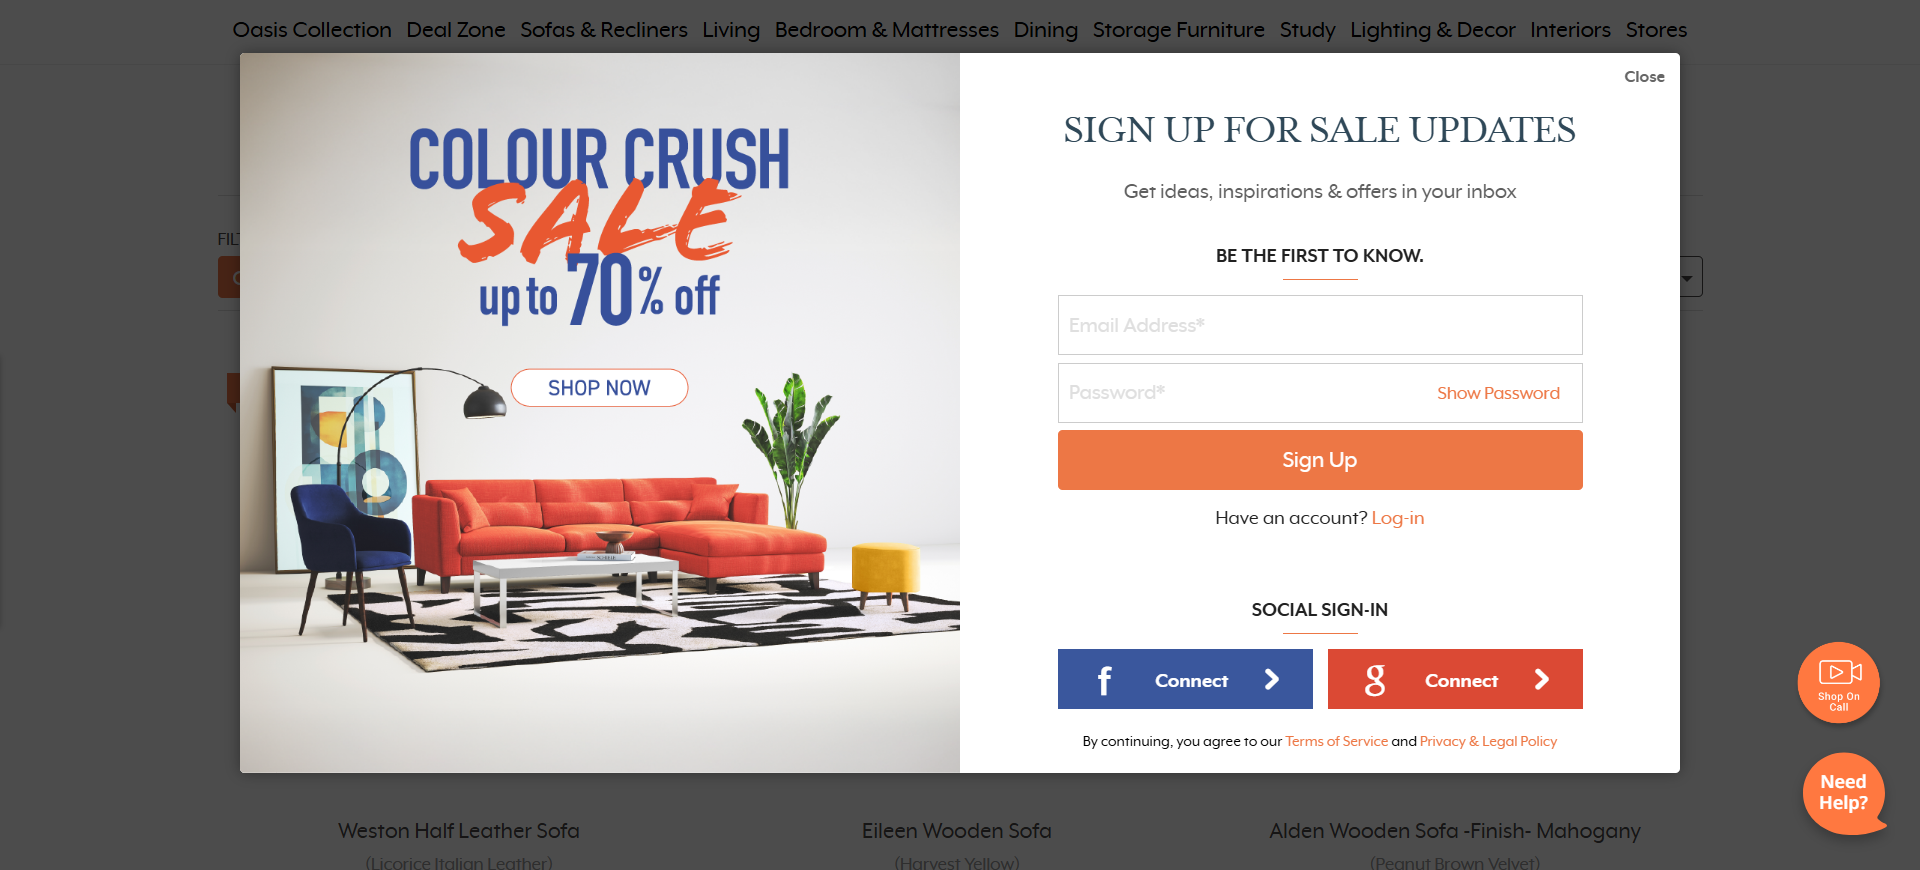 Oasis Collection Deal Zone Sofas & Recliners Living Bedroom & Mattresses Dining Storage Furniture Study Lighting & Decor Interiors Stores
Close
COLOUR CRUSH
SALE
up to 70% off
SHOP NOW
SIGN UP FOR SALE UPDATES
Get ideas, inspirations & offers in your inbox
BE THE FIRST TO KNOW.
Email Address*
Password*
Show Password
Sign Up
Have an account? Log-in
SOCIAL SIGN-IN
f Connect
g Connect
By continuing, you agree to our Terms of Service and Privacy & Legal Policy
Shop On
Call
Need
Help?
Weston Half Leather Sofa
(Licorice Italian Leather)
Eileen Wooden Sofa
(Harvest Yellow)
Alden Wooden Sofa -Finish- Mahogany
(Peanut Brown Velvet)